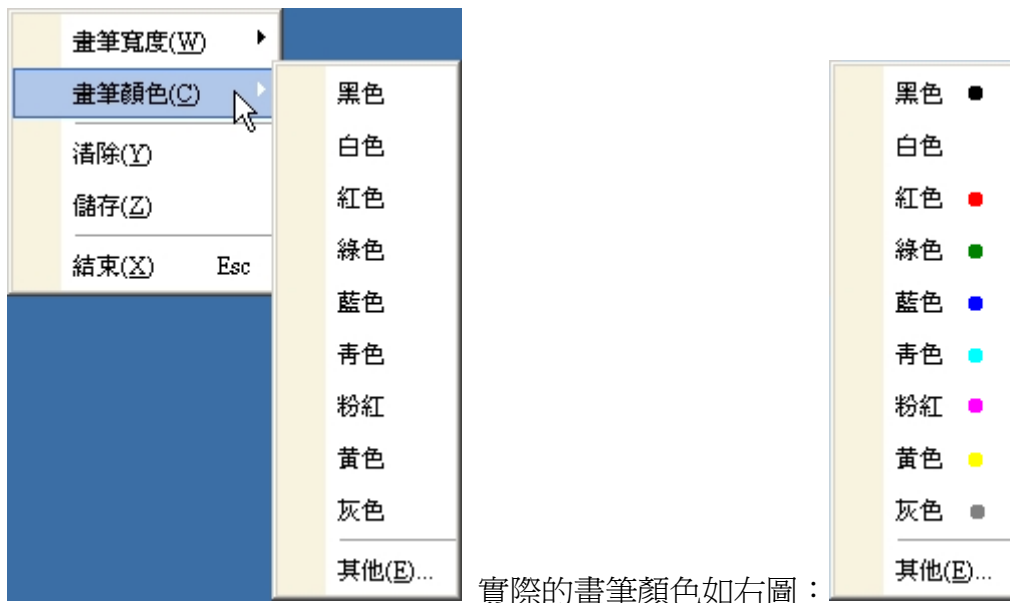 畫筆寬度(W)
畫筆顏色(C)
清除(Y)
儲存(Z)
結束(X) Esc
黑色
白色
紅色
綠色
藍色
青色
粉紅
黃色
灰色
其他(E)...
實際的畫筆顏色如右圖：
黑色
白色
紅色
綠色
藍色
青色
粉紅
黃色
灰色
其他(E)...